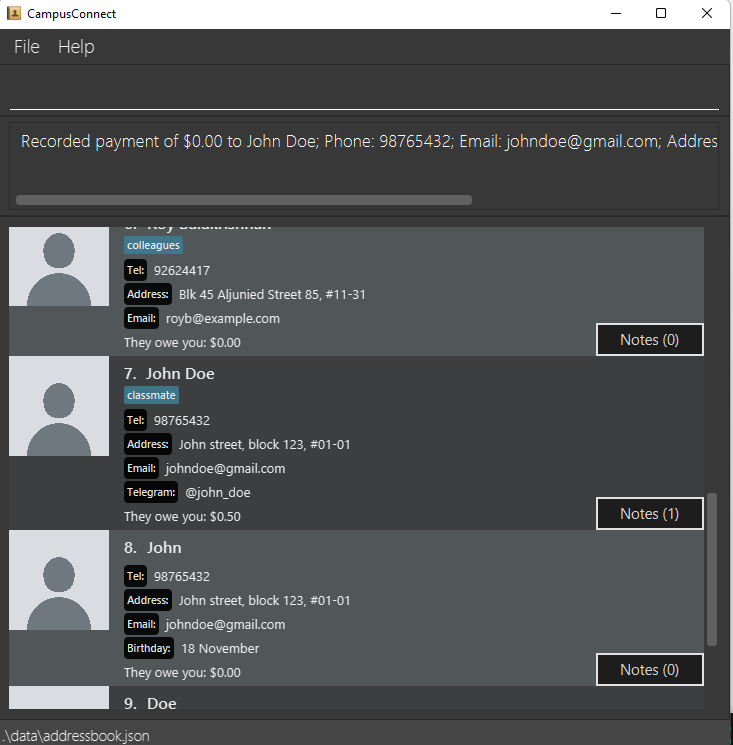 CampusConnect
File Help
Recorded payment of $0.00 to John Doe; Phone: 98765432; Email: johndoe@gmail.com; Addres
6. Roy Balakrishnan
colleagues
Tel: 92624417
Address: Blk 45 Aljunied Street 85, #11-31
Email: royb@example.com
They owe you: $0.00
Notes (0)
7. John Doe
classmate
Tel: 98765432
Address: John street, block 123, #01-01
Email: johndoe@gmail.com
Telegram: @john_doe
They owe you: $0.50
Notes (1)
8. John
Tel: 98765432
Address: John street, block 123, #01-01
Email: johndoe@gmail.com
Birthday: 18 November
They owe you: $0.00
Notes (0)
9. Doe
.\data\addressbook.json